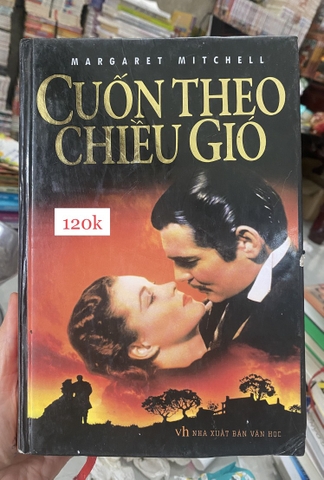 MARGARET MITCHELL
CUỐN THEO
CHIỀU GIÓ
120k
vh NHÀ XUẤT BẢN VĂN HỌC